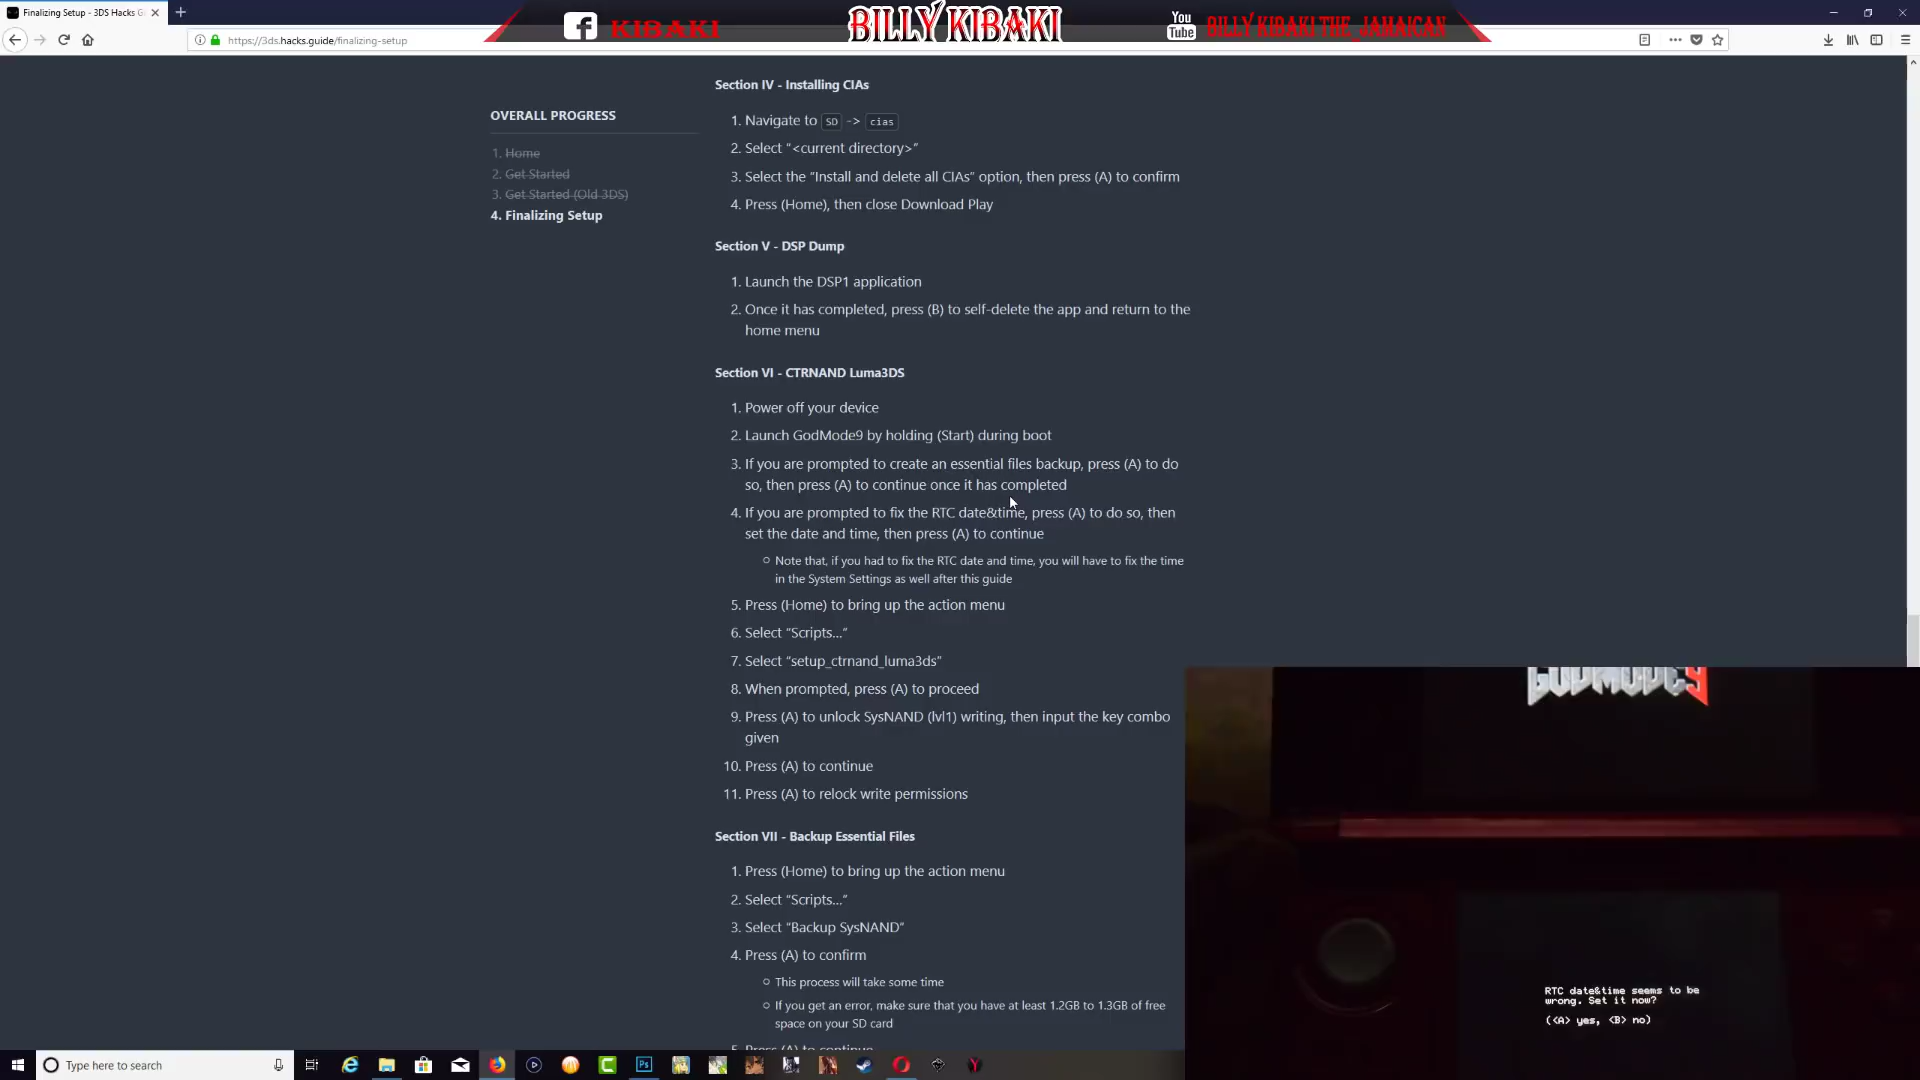 Finalizing Setup - 3DS Hacks G
KIBAKI
BILLY KIBAKI
You Tube
BILLY KIBAKI THE_JAMAICAN
https://3ds.hacks.guide/finalizing-setup
OVERALL PROGRESS
1. Home
2. Get Started
3. Get Started (Old 3DS)
4. Finalizing Setup
Section IV - Installing CIAs
1. Navigate to SD -> cias
2. Select “<current directory>”
3. Select the “Install and delete all CIAs” option, then press (A) to confirm
4. Press (Home), then close Download Play
Section V - DSP Dump
1. Launch the DSP1 application
2. Once it has completed, press (B) to self-delete the app and return to the
home menu
Section VI - CTRNAND Luma3DS
1. Power off your device
2. Launch GodMode9 by holding (Start) during boot
3. If you are prompted to create an essential files backup, press (A) to do
so, then press (A) to continue once it has completed
4. If you are prompted to fix the RTC date&time, press (A) to do so, then
set the date and time, then press (A) to continue
Note that, if you had to fix the RTC date and time, you will have to fix the time
in the System Settings as well after this guide
5. Press (Home) to bring up the action menu
6. Select “Scripts…”
7. Select “setup_ctrnand_luma3ds”
8. When prompted, press (A) to proceed
9. Press (A) to unlock SysNAND (lvl1) writing, then input the key combo
given
10. Press (A) to continue
11. Press (A) to relock write permissions
Section VII - Backup Essential Files
1. Press (Home) to bring up the action menu
2. Select “Scripts…”
3. Select “Backup SysNAND”
4. Press (A) to confirm
This process will take some time
If you get an error, make sure that you have at least 1.2GB to 1.3GB of free
space on your SD card
5. Press (A) to continue
GODMODE9
RTC date&time seems to be
wrong. Set it now?
(<A> yes, <B> no)
Type here to search
Ps